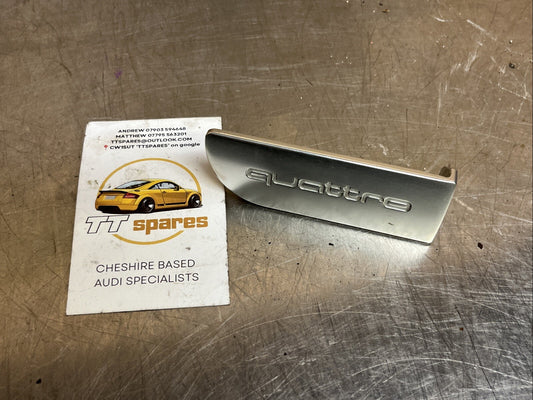 ANDREW 07903 594645
MATTHEW 07795 563201
TTSPARES@OUTLOOK.COM
CW15UT "TTSPARES" on google
TT spares
CHESHIRE BASED
AUDI SPECIALISTS
quattro